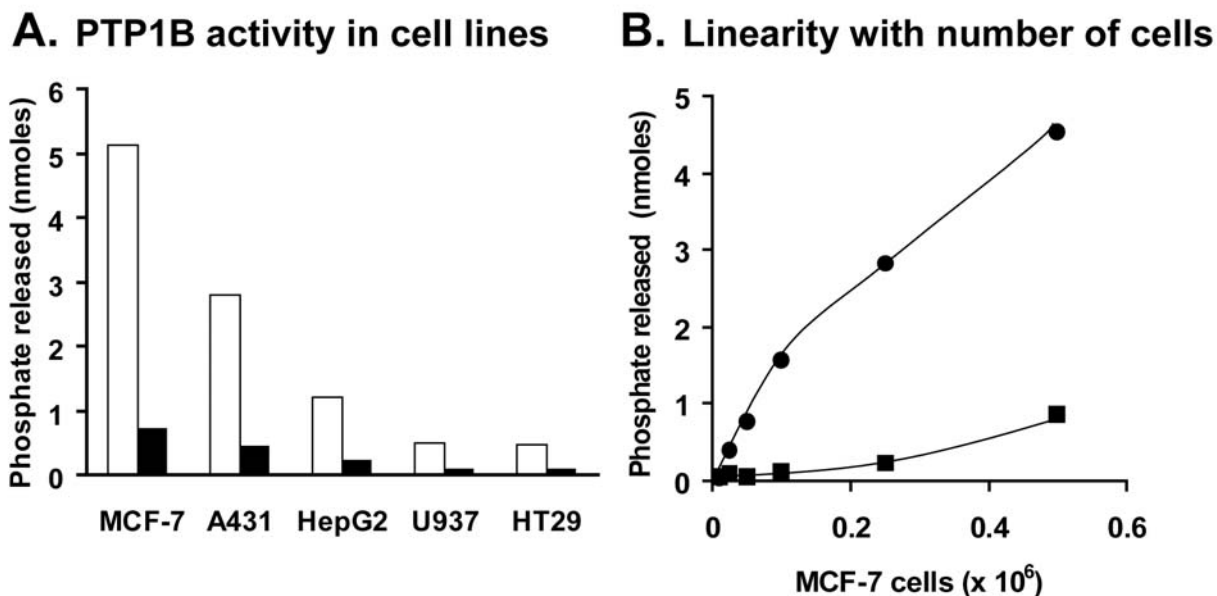 A. PTP1B activity in cell lines
Phosphate released (nmoles)
6
5
4
3
2
1
0
MCF-7 A431 HepG2 U937 HT29
B. Linearity with number of cells
Phosphate released (nmoles)
5
4
3
2
1
0
0 0.2 0.4 0.6
MCF-7 cells (x 10⁶)